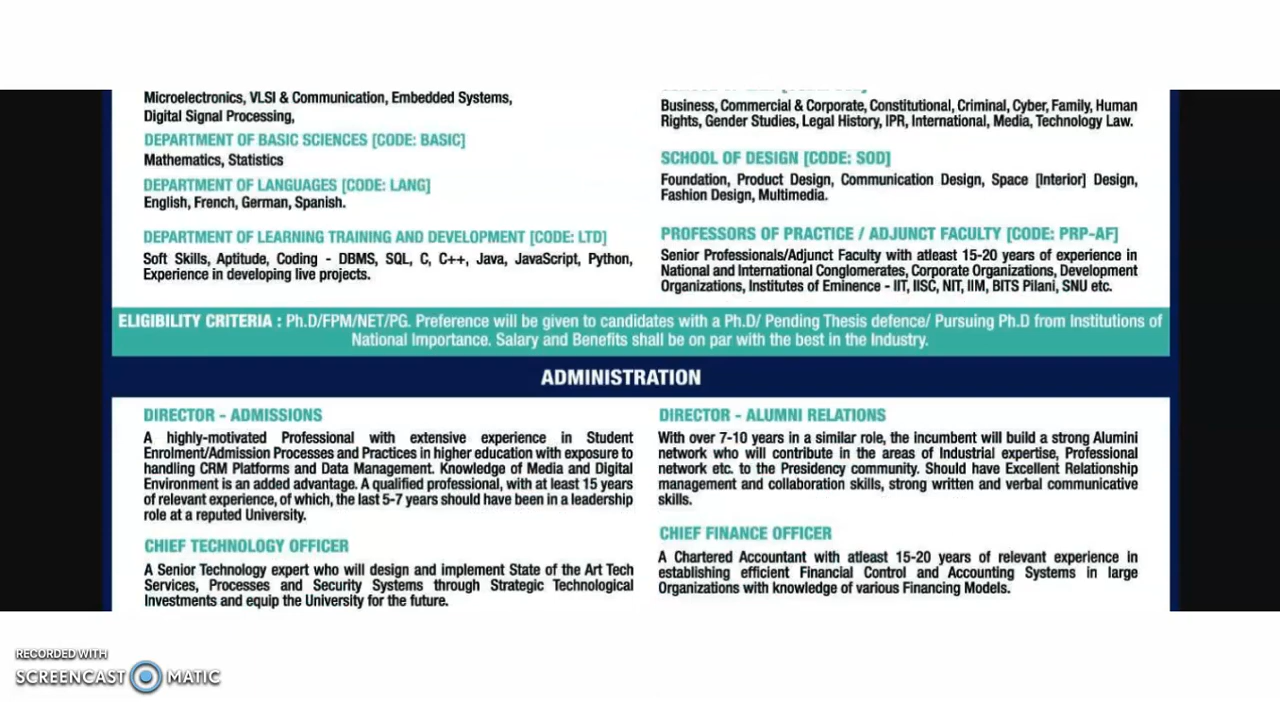 Microelectronics, VLSI & Communication, Embedded Systems,
Digital Signal Processing,
DEPARTMENT OF BASIC SCIENCES [CODE: BASIC]
Mathematics, Statistics
DEPARTMENT OF LANGUAGES [CODE: LANG]
English, French, German, Spanish.
DEPARTMENT OF LEARNING TRAINING AND DEVELOPMENT [CODE: LTD]
Soft Skills, Aptitude, Coding - DBMS, SQL, C, C++, Java, JavaScript, Python,
Experience in developing live projects.
Business, Commercial & Corporate, Constitutional, Criminal, Cyber, Family, Human
Rights, Gender Studies, Legal History, IPR, International, Media, Technology Law.
SCHOOL OF DESIGN [CODE: SOD]
Foundation, Product Design, Communication Design, Space [Interior] Design,
Fashion Design, Multimedia.
PROFESSORS OF PRACTICE / ADJUNCT FACULTY [CODE: PRP-AF]
Senior Professionals/Adjunct Faculty with atleast 15-20 years of experience in
National and International Conglomerates, Corporate Organizations, Development
Organizations, Institutes of Eminence - IIT, IISC, NIT, IIM, BITS Pilani, SNU etc.
ELIGIBILITY CRITERIA : Ph.D/FPM/NET/PG. Preference will be given to candidates with a Ph.D/ Pending Thesis defence/ Pursuing Ph.D from Institutions of
National Importance. Salary and Benefits shall be on par with the best in the Industry.
ADMINISTRATION
DIRECTOR - ADMISSIONS
A highly-motivated Professional with extensive experience in Student
Enrolment/Admission Processes and Practices in higher education with exposure to
handling CRM Platforms and Data Management. Knowledge of Media and Digital
Environment is an added advantage. A qualified professional, with at least 15 years
of relevant experience, of which, the last 5-7 years should have been in a leadership
role at a reputed University.
CHIEF TECHNOLOGY OFFICER
A Senior Technology expert who will design and implement State of the Art Tech
Services, Processes and Security Systems through Strategic Technological
Investments and equip the University for the future.
DIRECTOR - ALUMNI RELATIONS
With over 7-10 years in a similar role, the incumbent will build a strong Alumini
network who will contribute in the areas of Industrial expertise, Professional
network etc. to the Presidency community. Should have Excellent Relationship
management and collaboration skills, strong written and verbal communicative
skills.
CHIEF FINANCE OFFICER
A Chartered Accountant with atleast 15-20 years of relevant experience in
establishing efficient Financial Control and Accounting Systems in large
Organizations with knowledge of various Financing Models.
RECORDED WITH
SCREENCAST MATIC